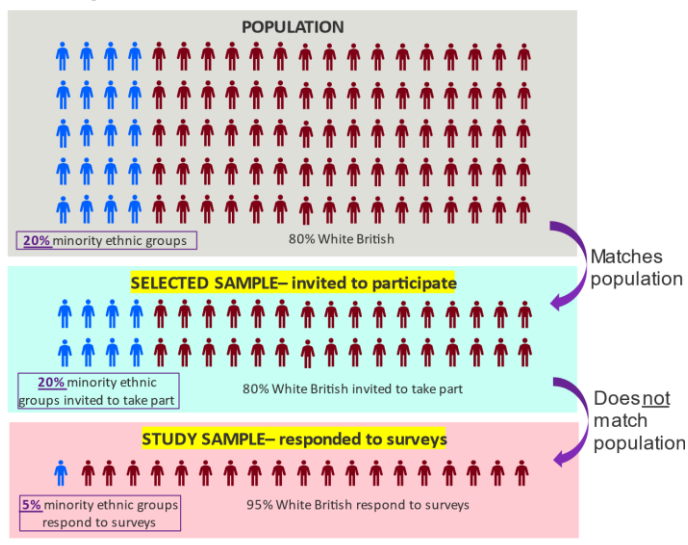 POPULATION
20% minority ethnic groups
80% White British
Matches
population
SELECTED SAMPLE– invited to participate
20% minority ethnic
groups invited to take part
80% White British invited to take part
Does not
match
population
STUDY SAMPLE– responded to surveys
5% minority ethnic groups
respond to surveys
95% White British respond to surveys